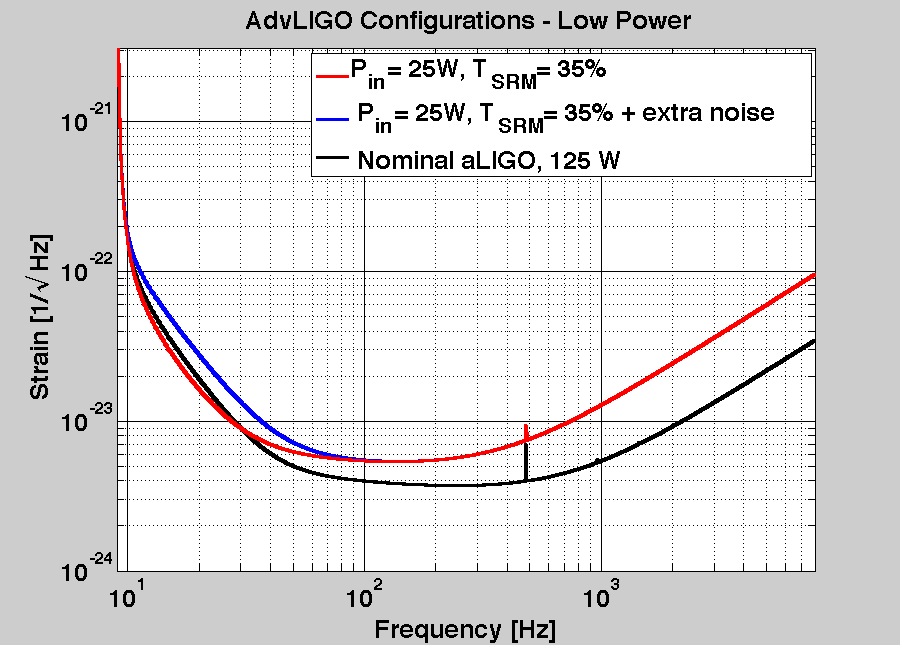 AdvLIGO Configurations - Low Power
P_in = 25W, T_SRM = 35%
P_in = 25W, T_SRM = 35% + extra noise
Nominal aLIGO, 125 W
Strain [1/√ Hz]
10^-21
10^-22
10^-23
10^-24
10^1 10^2 10^3
Frequency [Hz]